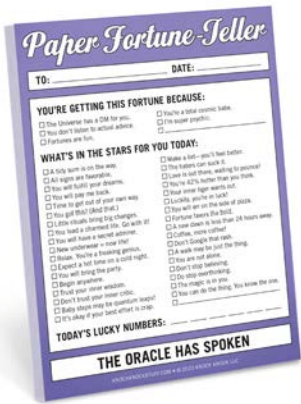 Paper Fortune-Teller
TO: DATE:
YOU'RE GETTING THIS FORTUNE BECAUSE:
The Universe has a DM for you.
You don't listen to actual advice.
Fortunes are fun.
You're a total cosmic babe.
I'm super psychic.
WHAT'S IN THE STARS FOR YOU TODAY:
A tidy sum is on the way.
All signs are favorable.
You will fulfill your dreams.
You will pay me back.
Time to get out of your own way.
You got this! (And that.)
Little rituals bring big changes.
You lead a charmed life. Go with it!
You will have a secret admirer.
New underwear = new life!
Relax. You're a freaking genius.
Expect a hot time on a cold night.
You will bring the party.
Begin anywhere.
Trust your inner wisdom.
Don't trust your inner critic.
Baby steps may be quantum leaps!
It's okay if your best effort is crap.
Make a list—you'll feel better.
The haters can suck it.
Love is out there, waiting to pounce!
You're 42% hotter than you think.
Your inner tiger wants out.
Luckily, you're in luck!
You will err on the side of pizza.
Fortune favors the bold.
A new dawn is less than 24 hours away.
Coffee, more coffee!
Don't Google that rash.
A walk may be just the thing.
You are not alone.
Don't stop believing.
Do stop overthinking.
The magic is in you.
You can do the thing. You know the one.
TODAY'S LUCKY NUMBERS:
THE ORACLE HAS SPOKEN